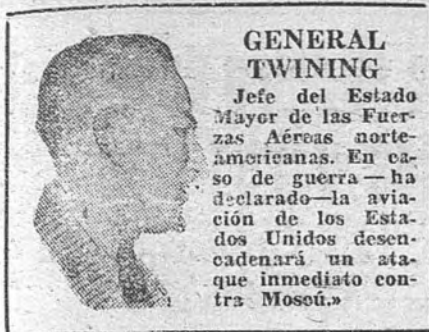 GENERAL
TWINING
Jefe del Estado
Mayor de las Fuer-
zas Aéreas norte-
americanas. En ca-
so de guerra — ha
declarado—la avia-
ción de los Esta-
dos Unidos desen-
cadenará un ata-
que inmediato con-
tra Moscú.»